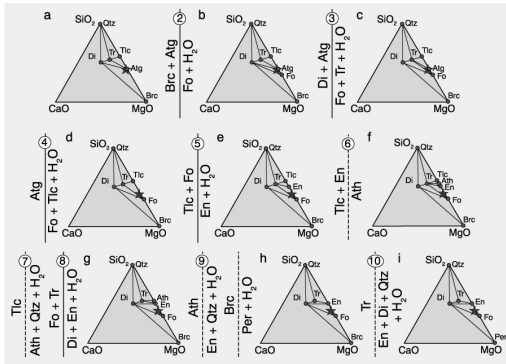 a
SiO2 Qtz
Tr
Tlc
Di
Atg
CaO
MgO
Brc
②
Brc + Atg
Fo + H2O
b
SiO2 Qtz
Tr
Tlc
Di
Atg
Fo
CaO
MgO
Brc
③
Di + Atg
Fo + Tr + H2O
c
SiO2 Qtz
Tr
Tlc
Di
Atg
Fo
CaO
MgO
Brc
④
Atg
Fo + Tlc + H2O
d
SiO2 Qtz
Tr
Tlc
Di
Fo
CaO
MgO
Brc
⑤
Tlc + Fo
En + H2O
e
SiO2 Qtz
Tr
Tlc
Di
En
Fo
CaO
MgO
Brc
⑥
Tlc + En
Ath
f
SiO2 Qtz
Tr
Tlc
Ath
En
Di
Fo
CaO
MgO
Brc
⑦
Tlc
Ath + Qtz + H2O
⑧
Fo + Tr
Di + En + H2O
g
SiO2 Qtz
Tr
Ath
En
Di
Fo
CaO
MgO
Brc
⑨
Ath
En + Qtz + H2O
Brc
Per + H2O
h
SiO2 Qtz
Tr
En
Di
Fo
CaO
MgO
Brc
⑩
Tr
En + Di + Qtz
+ H2O
i
SiO2 Qtz
Di
En
Fo
CaO
MgO
Per